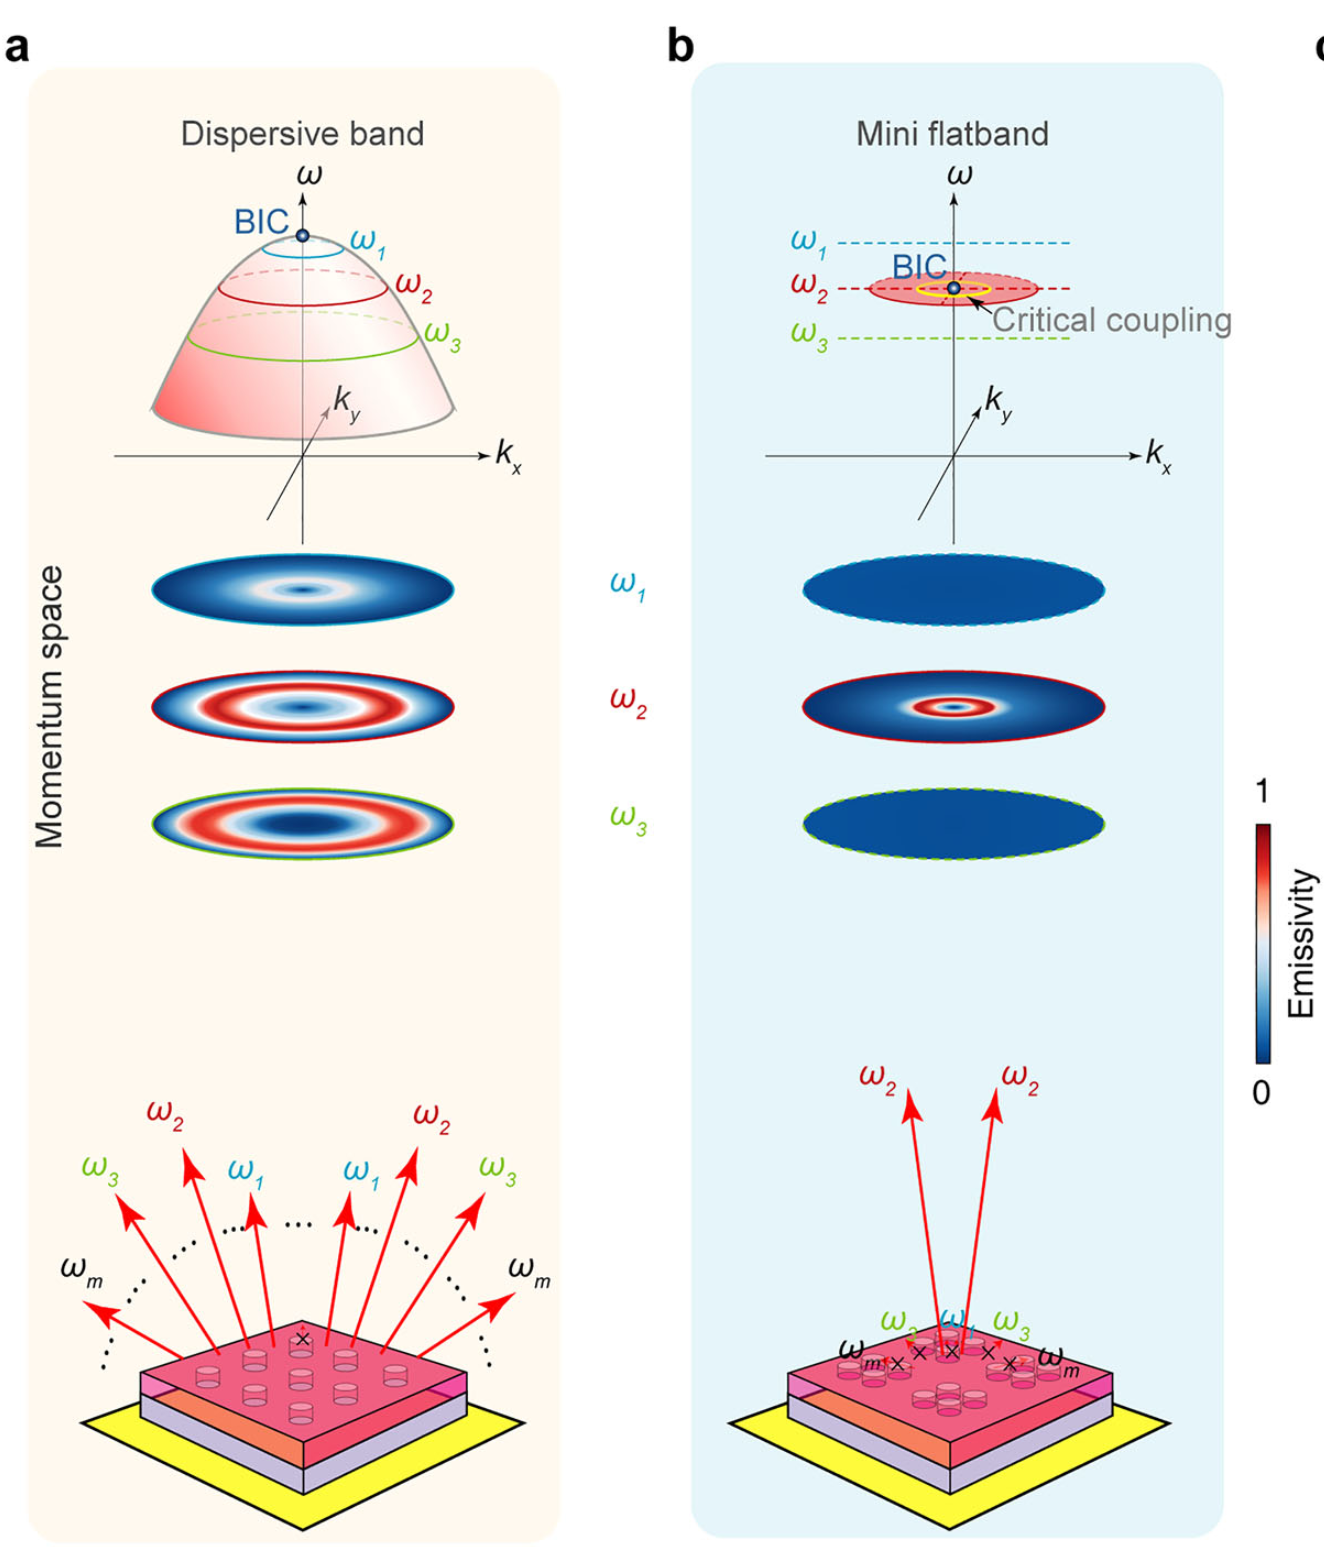 a
Dispersive band
ω
BIC
ω1
ω2
ω3
ky
kx
b
Mini flatband
ω
ω1
BIC
ω2
Critical coupling
ω3
ky
kx
Momentum space
ω1
ω2
ω3
1
Emissivity
0
ω2
ω2
ω3
ω1
ω1
ω3
ωm
ωm
ω2
ω2
ω3
ω3
ωm
ωm